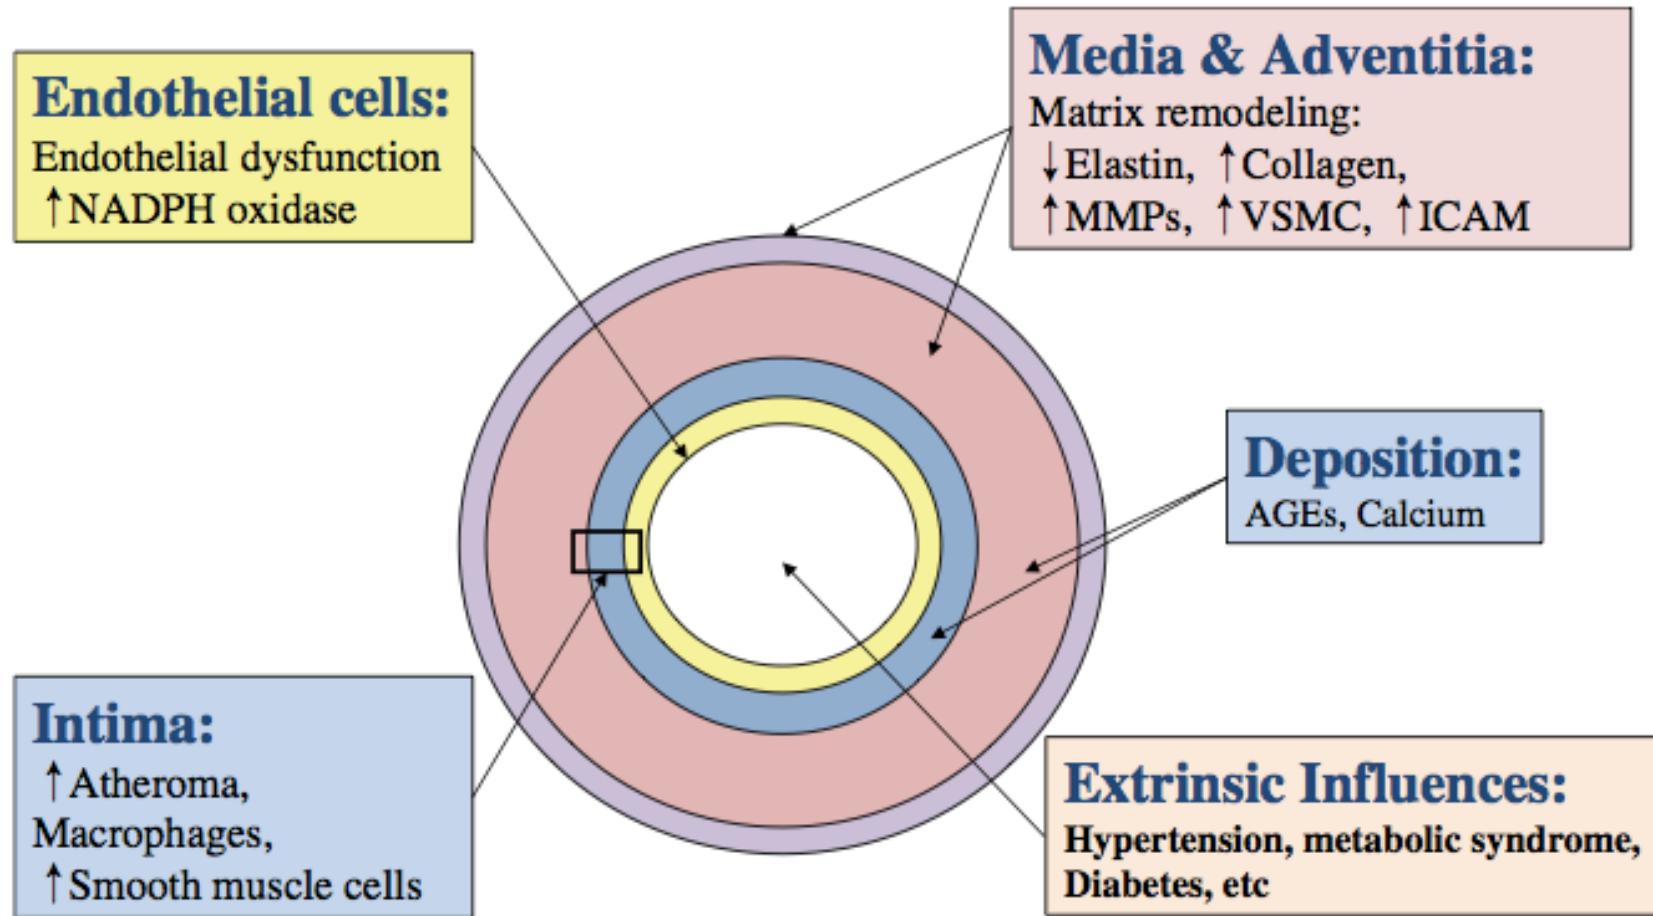 Endothelial cells:
Endothelial dysfunction
↑NADPH oxidase
Media & Adventitia:
Matrix remodeling:
↓Elastin, ↑Collagen,
↑MMPs, ↑VSMC, ↑ICAM
Deposition:
AGEs, Calcium
Intima:
↑Atheroma,
Macrophages,
↑Smooth muscle cells
Extrinsic Influences:
Hypertension, metabolic syndrome,
Diabetes, etc